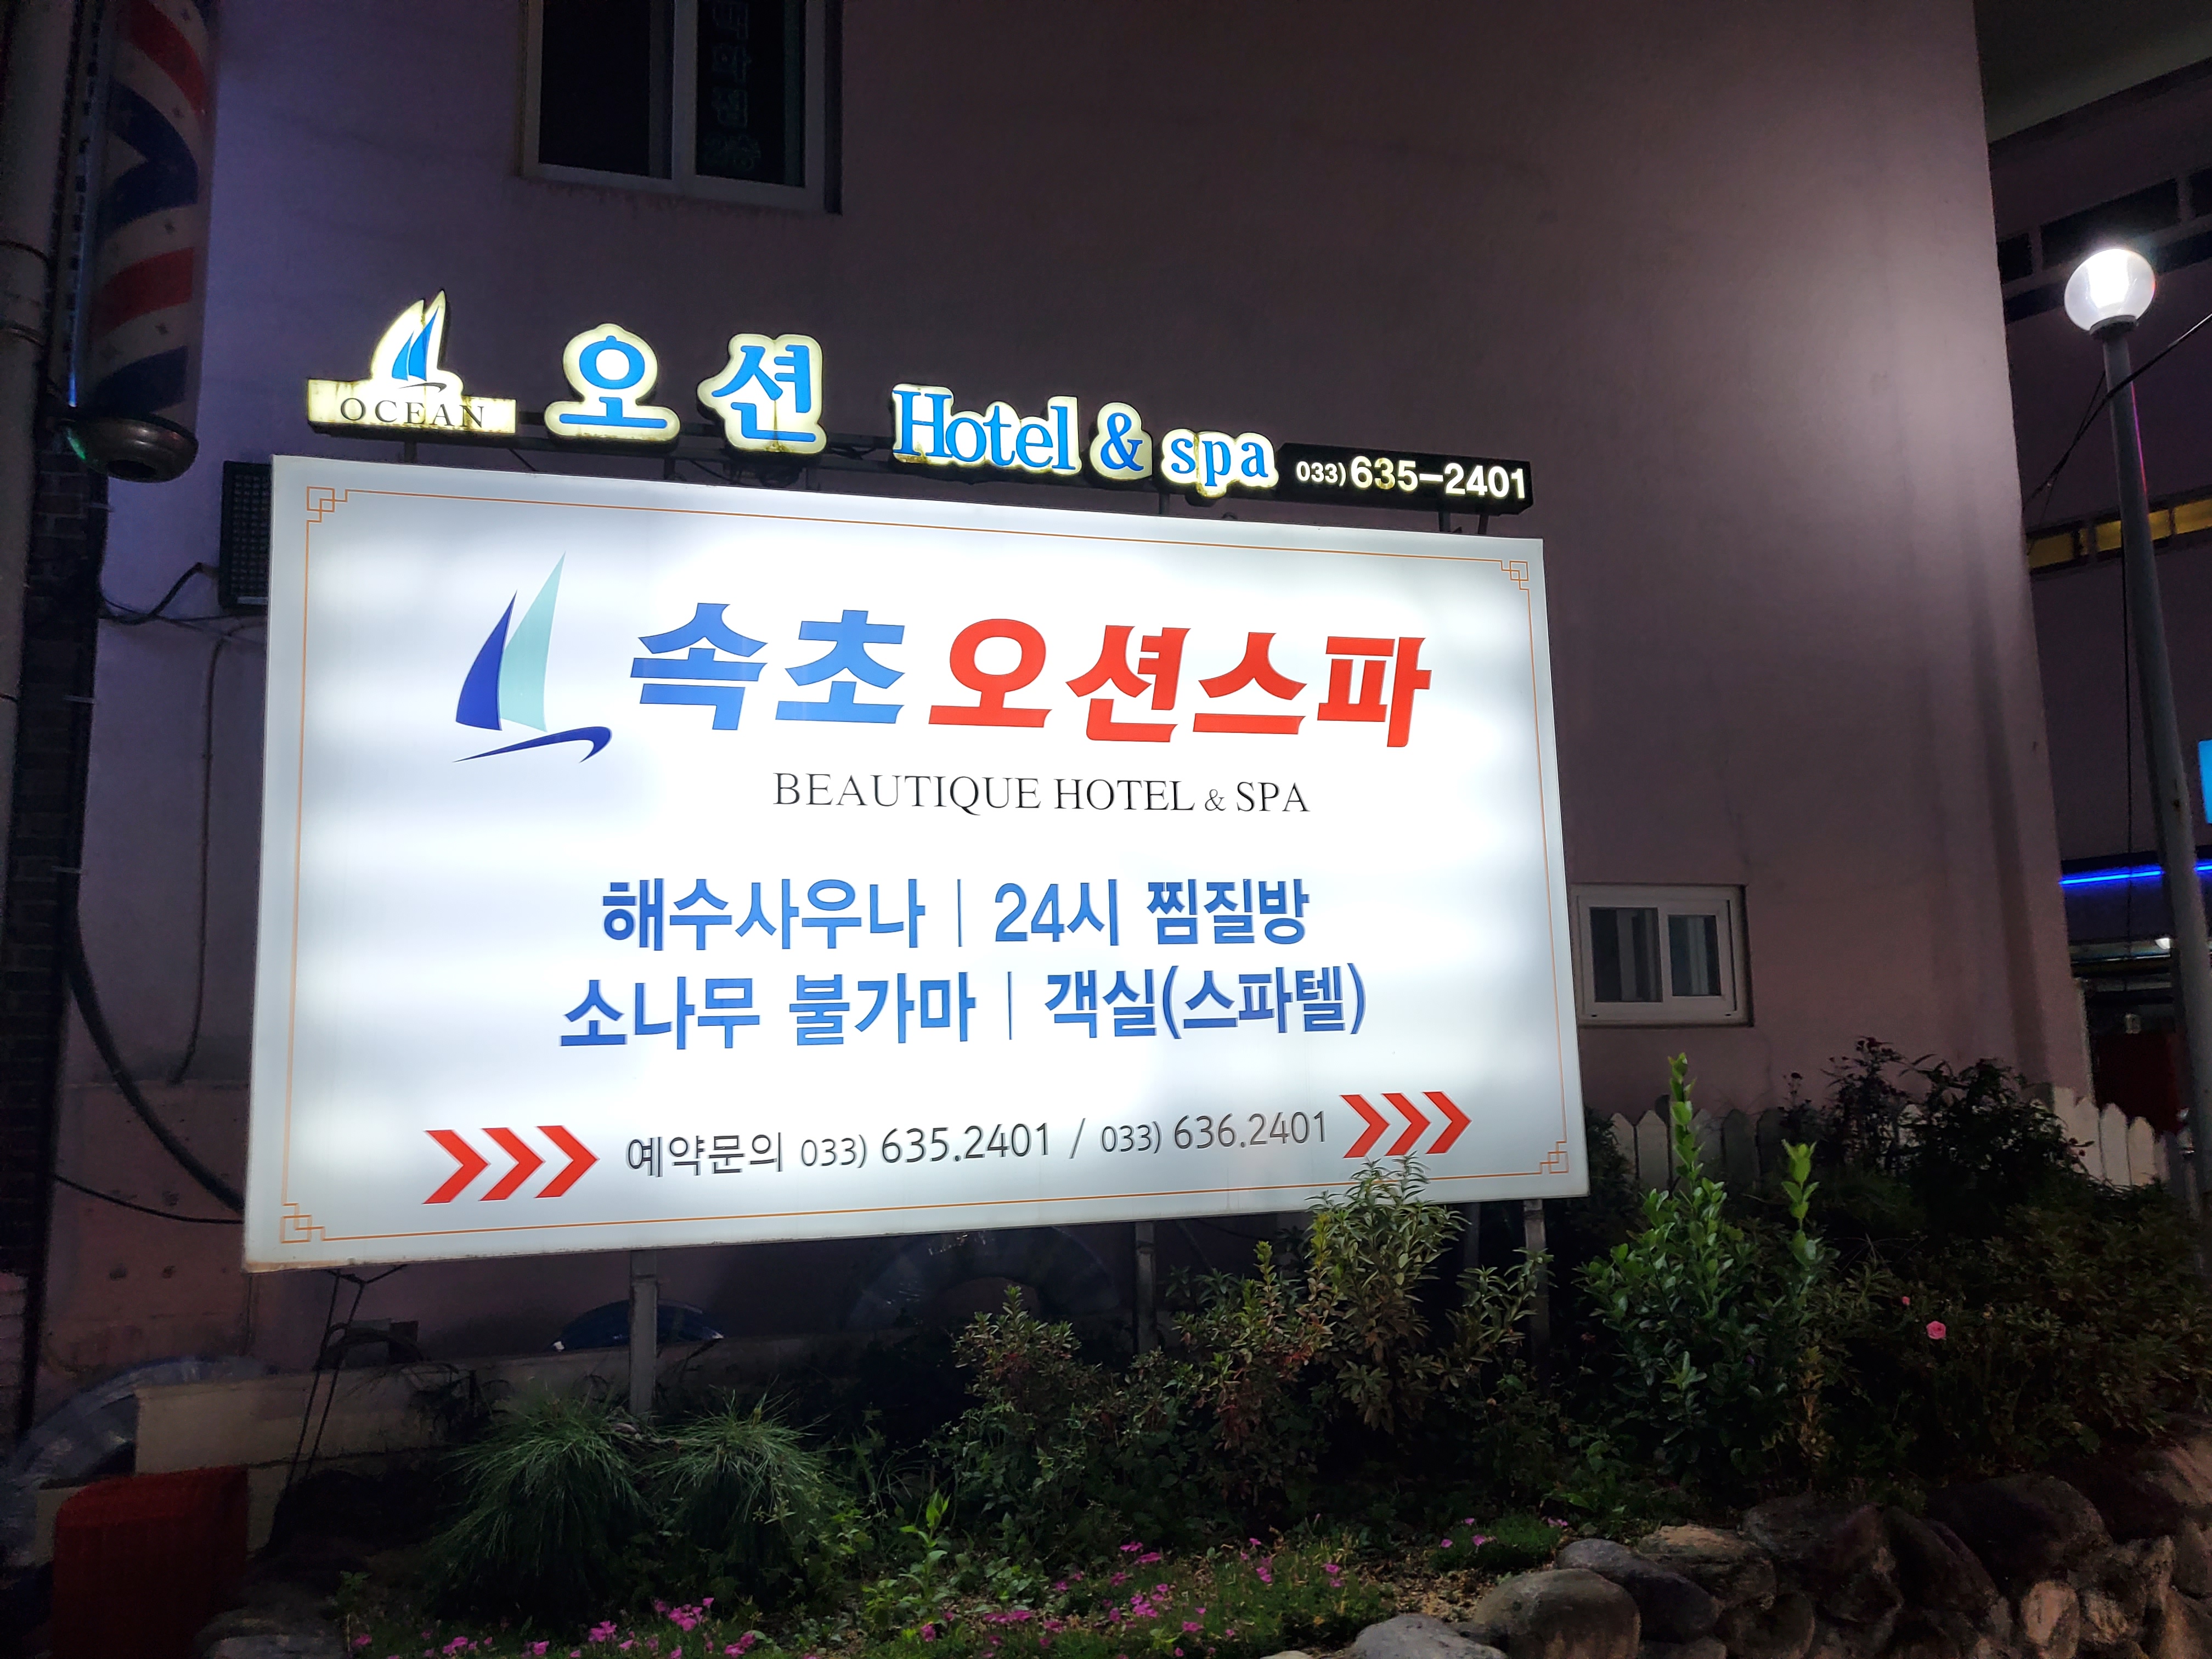 OCEAN 오션 Hotel & spa 033) 635-2401
속초오션스파
BEAUTIQUE HOTEL & SPA
해수사우나 | 24시 찜질방
소나무 불가마 | 객실(스파텔)
예약문의 033) 635.2401 / 033) 636.2401